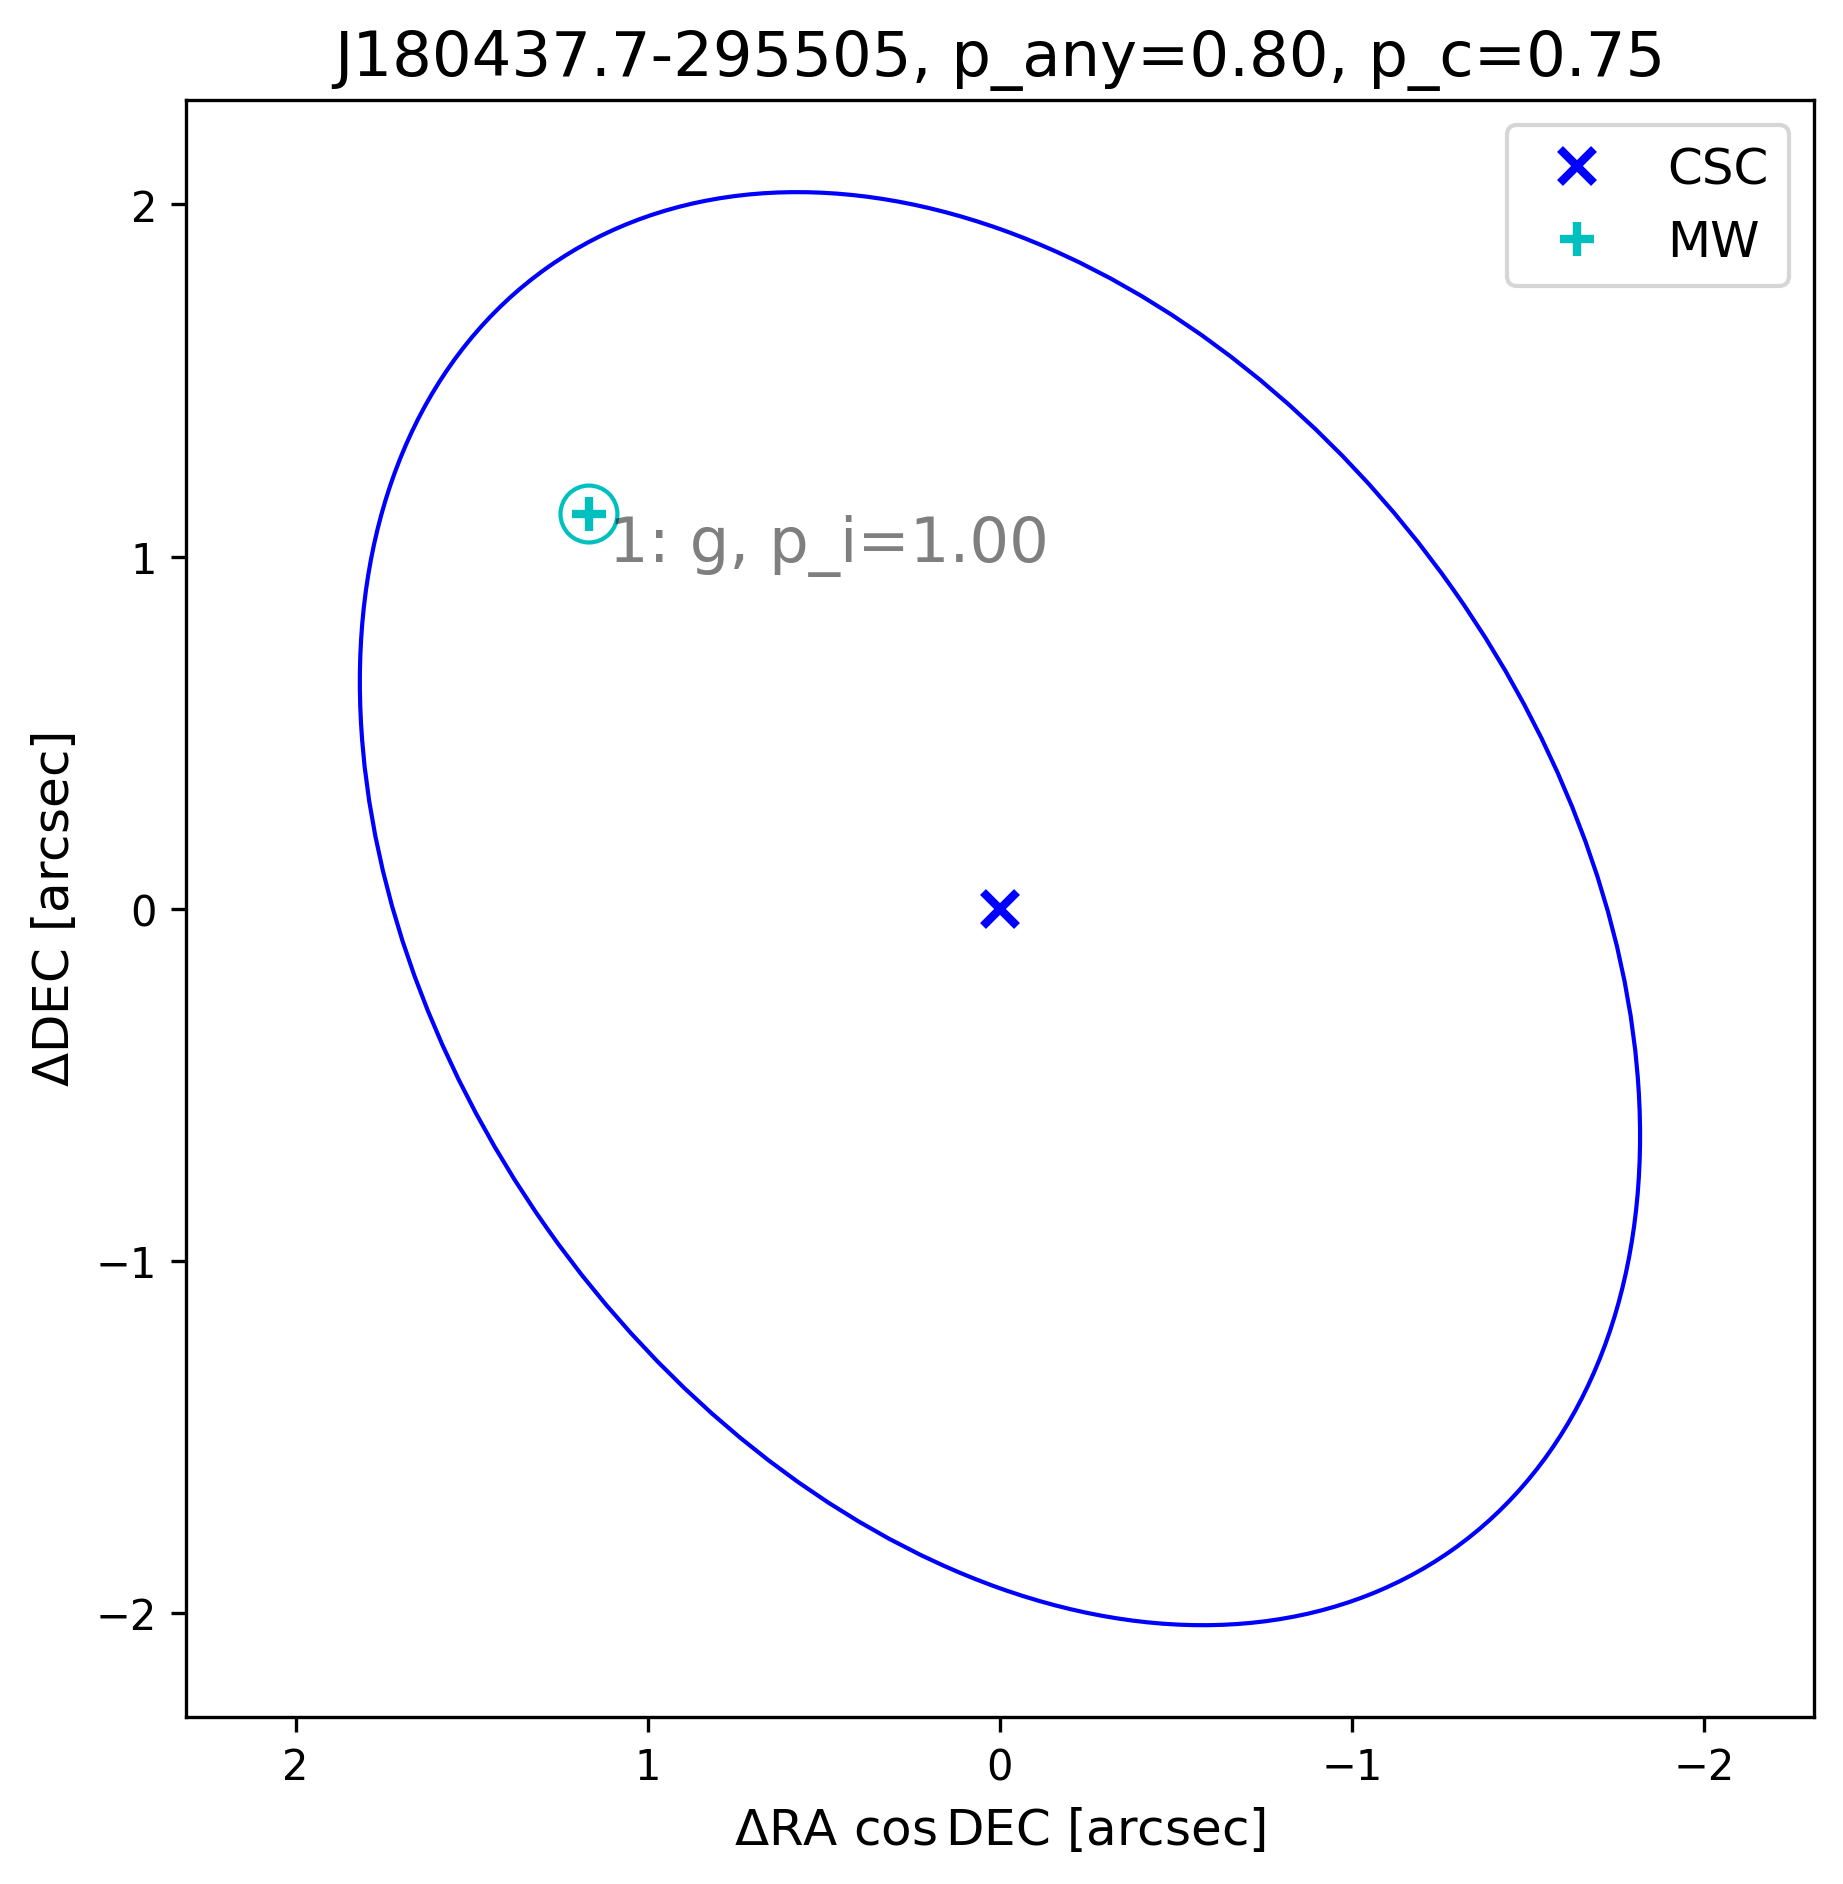 J180437.7-295505, p_any=0.80, p_c=0.75
CSC
MW
1: g, p_i=1.00
2
1
0
−1
−2
ΔDEC [arcsec]
2
1
0
−1
−2
ΔRA cos DEC [arcsec]